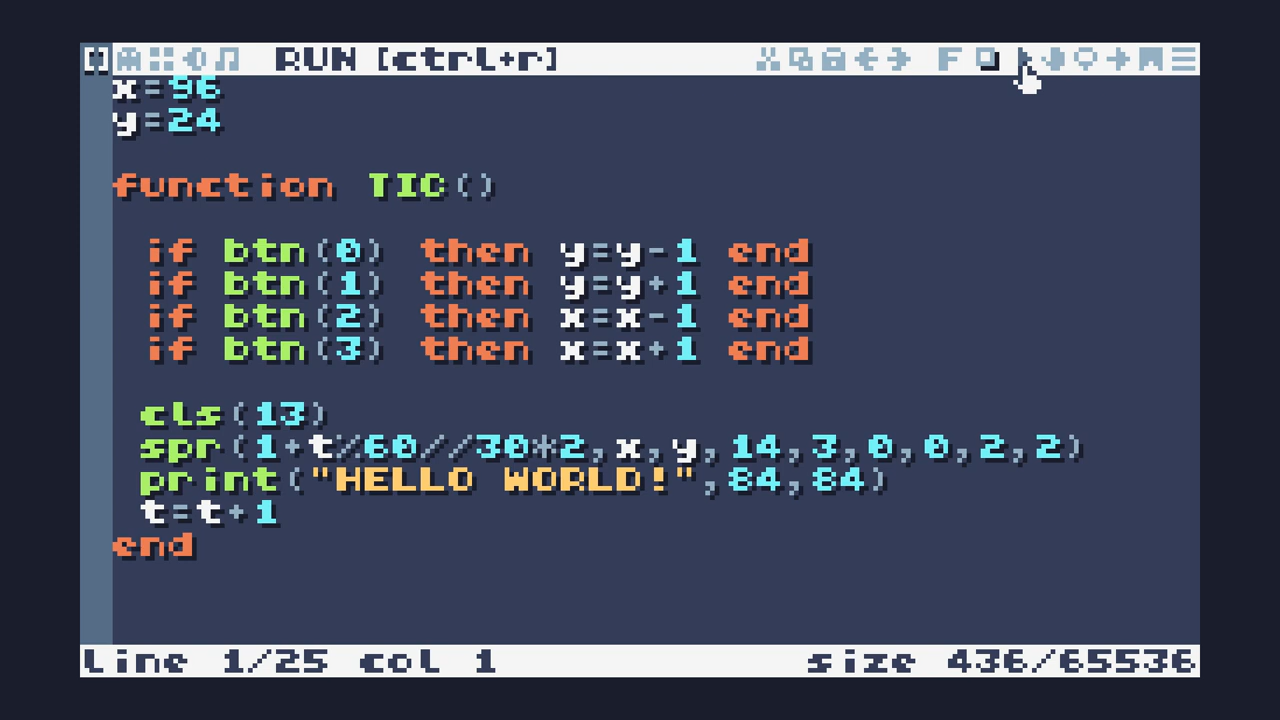 RUN [ctrl+r]
F
x=96
y=24
function TIC()
if btn(0) then y=y-1 end
if btn(1) then y=y+1 end
if btn(2) then x=x-1 end
if btn(3) then x=x+1 end
cls(13)
spr(1+t%60//30*2,x,y,14,3,0,0,2,2)
print("HELLO WORLD!",84,84)
t=t+1
end
line 1/25 col 1
size 436/65536